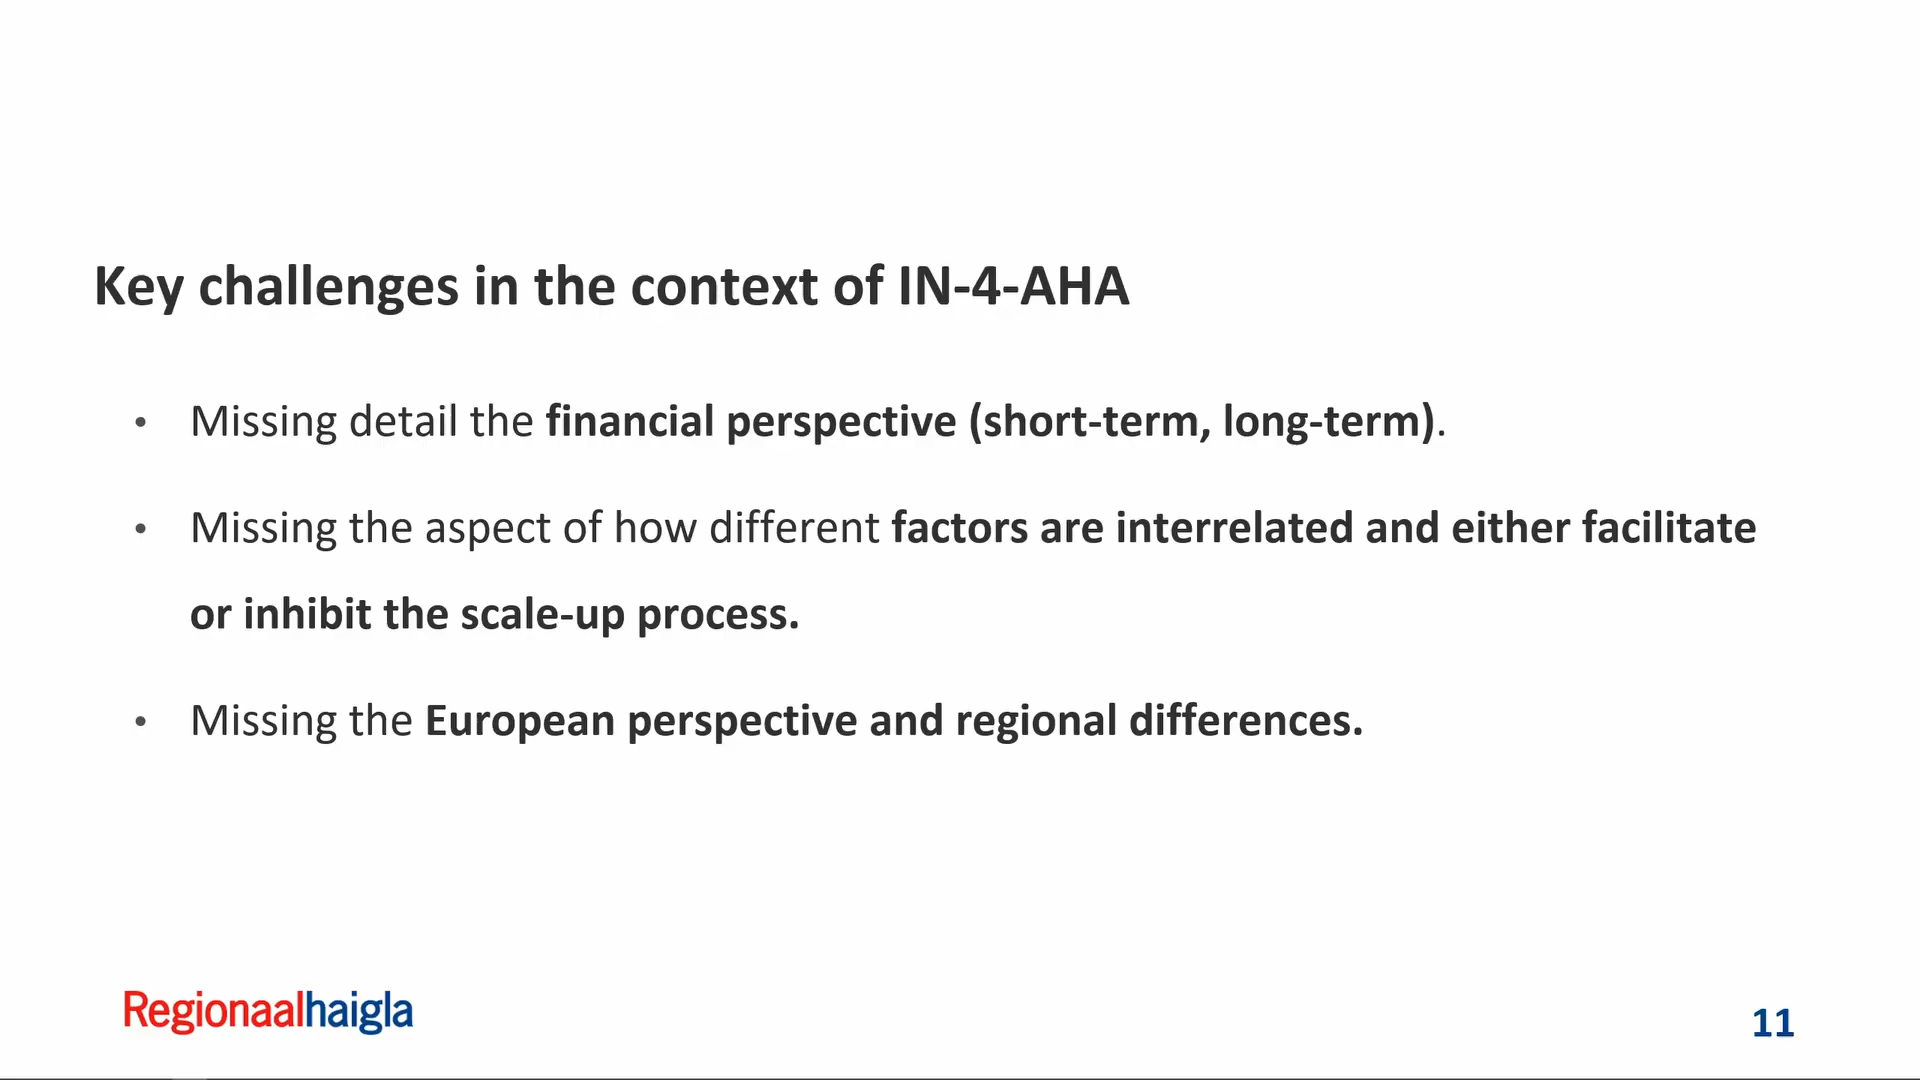 Key challenges in the context of IN-4-AHA
• Missing detail the financial perspective (short-term, long-term).
• Missing the aspect of how different factors are interrelated and either facilitate
or inhibit the scale-up process.
• Missing the European perspective and regional differences.
Regionaalhaigla
11